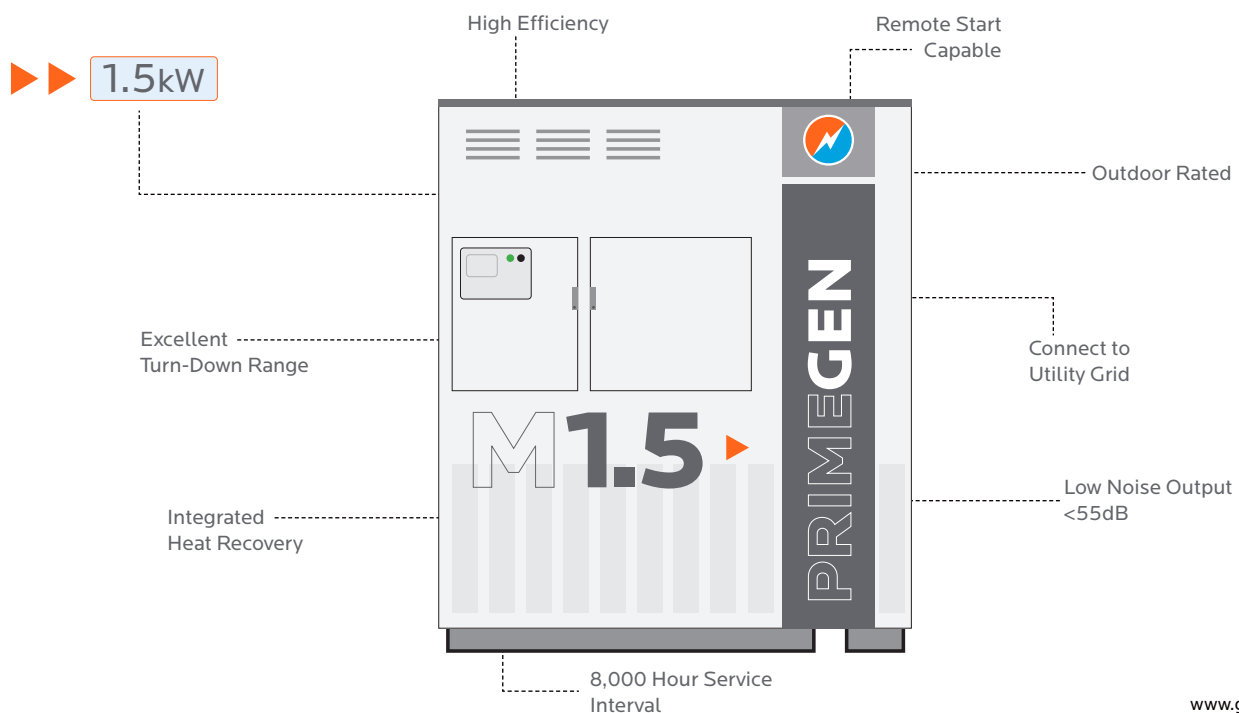 High Efficiency
Remote Start
Capable
1.5kW
Outdoor Rated
Excellent
Turn-Down Range
Connect to
Utility Grid
PRIMEGEN
M1.5
Integrated
Heat Recovery
Low Noise Output
<55dB
8,000 Hour Service
Interval
www.g